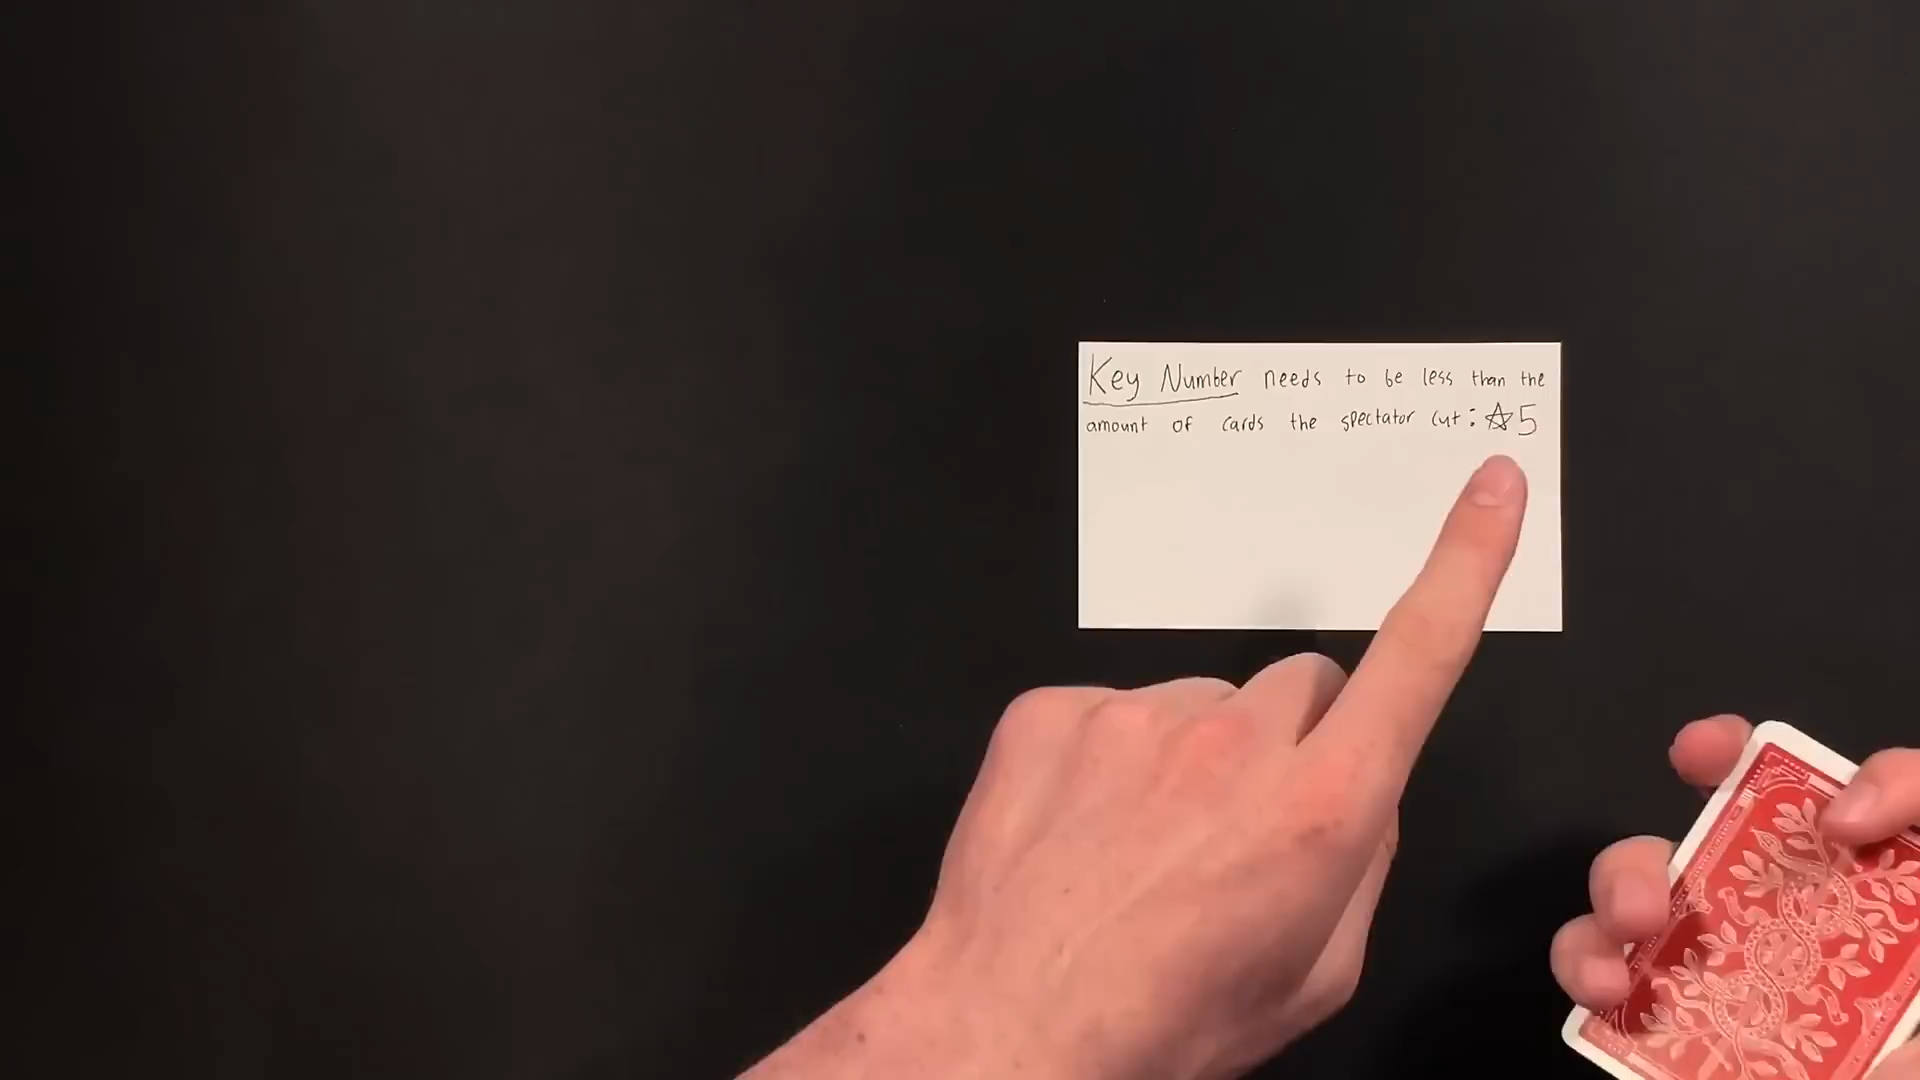 Key Number needs to be less than the
amount of cards the spectator cut: ☆5